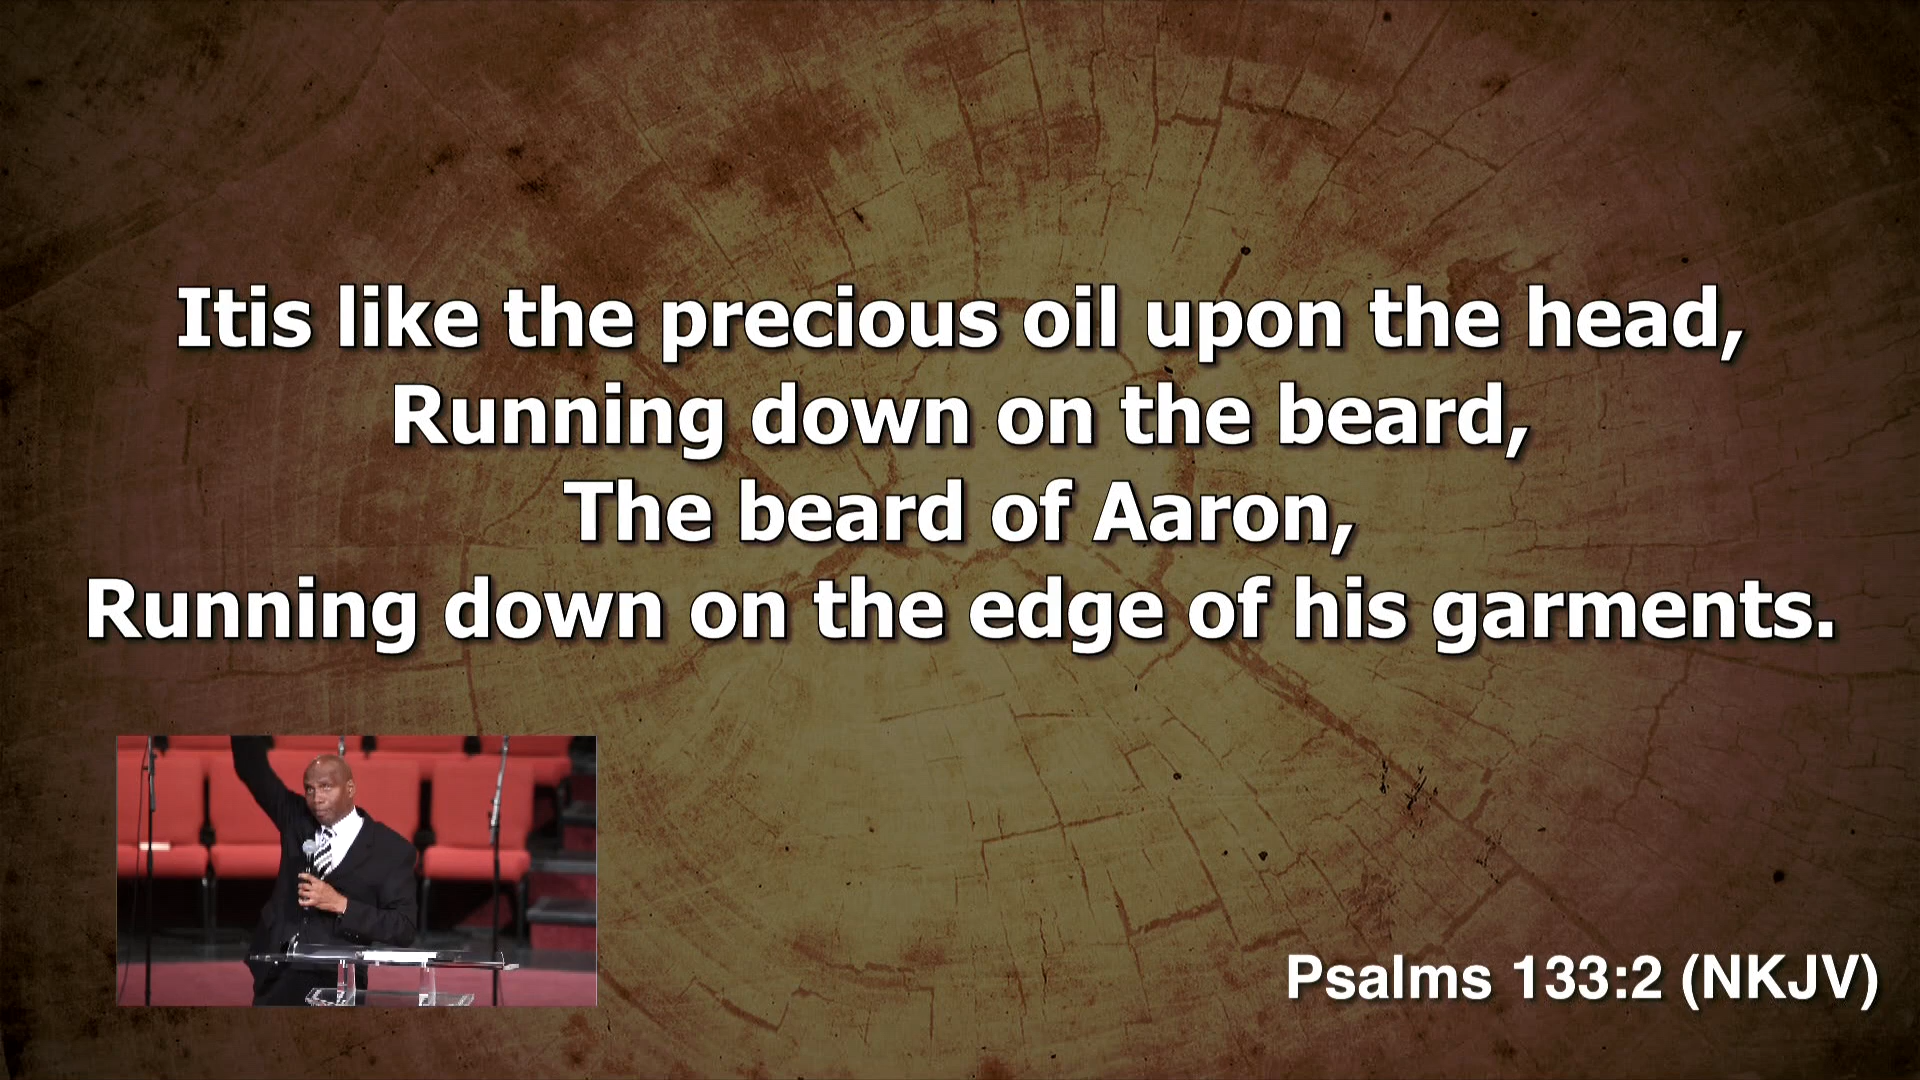 Itis like the precious oil upon the head,
Running down on the beard,
The beard of Aaron,
Running down on the edge of his garments.
Psalms 133:2 (NKJV)